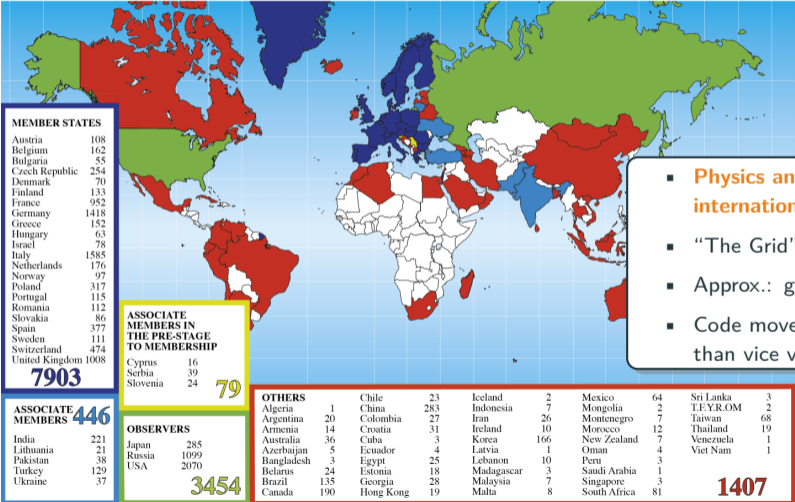 MEMBER STATES
Austria 108
Belgium 162
Bulgaria 55
Czech Republic 254
Denmark 70
Finland 133
France 952
Germany 1418
Greece 152
Hungary 63
Israel 78
Italy 1585
Netherlands 176
Norway 97
Poland 317
Portugal 115
Romania 112
Slovakia 86
Spain 377
Sweden 111
Switzerland 474
United Kingdom 1008
7903
ASSOCIATE
MEMBERS 446
India 221
Lithuania 21
Pakistan 38
Turkey 129
Ukraine 37
ASSOCIATE
MEMBERS IN
THE PRE-STAGE
TO MEMBERSHIP
Cyprus 16
Serbia 39
Slovenia 24
79
OBSERVERS
Japan 285
Russia 1099
USA 2070
3454
OTHERS
Algeria 1
Argentina 20
Armenia 14
Australia 36
Azerbaijan 5
Bangladesh 3
Belarus 24
Brazil 135
Canada 190
Chile 23
China 283
Colombia 27
Croatia 31
Cuba 3
Ecuador 4
Egypt 25
Estonia 18
Georgia 28
Hong Kong 19
Iceland 2
Indonesia 7
Iran 26
Ireland 10
Korea 166
Latvia 1
Lebanon 10
Madagascar 3
Malaysia 7
Malta 8
Mexico 64
Mongolia 2
Montenegro 7
Morocco 12
New Zealand 7
Oman 4
Peru 3
Saudi Arabia 1
Singapore 3
South Africa 81
Sri Lanka 3
T.F.Y.R.OM 2
Taiwan 68
Thailand 19
Venezuela 1
Viet Nam 1
1407
▪ Physics an
internation
▪ “The Grid”
▪ Approx.: g
▪ Code move
than vice v